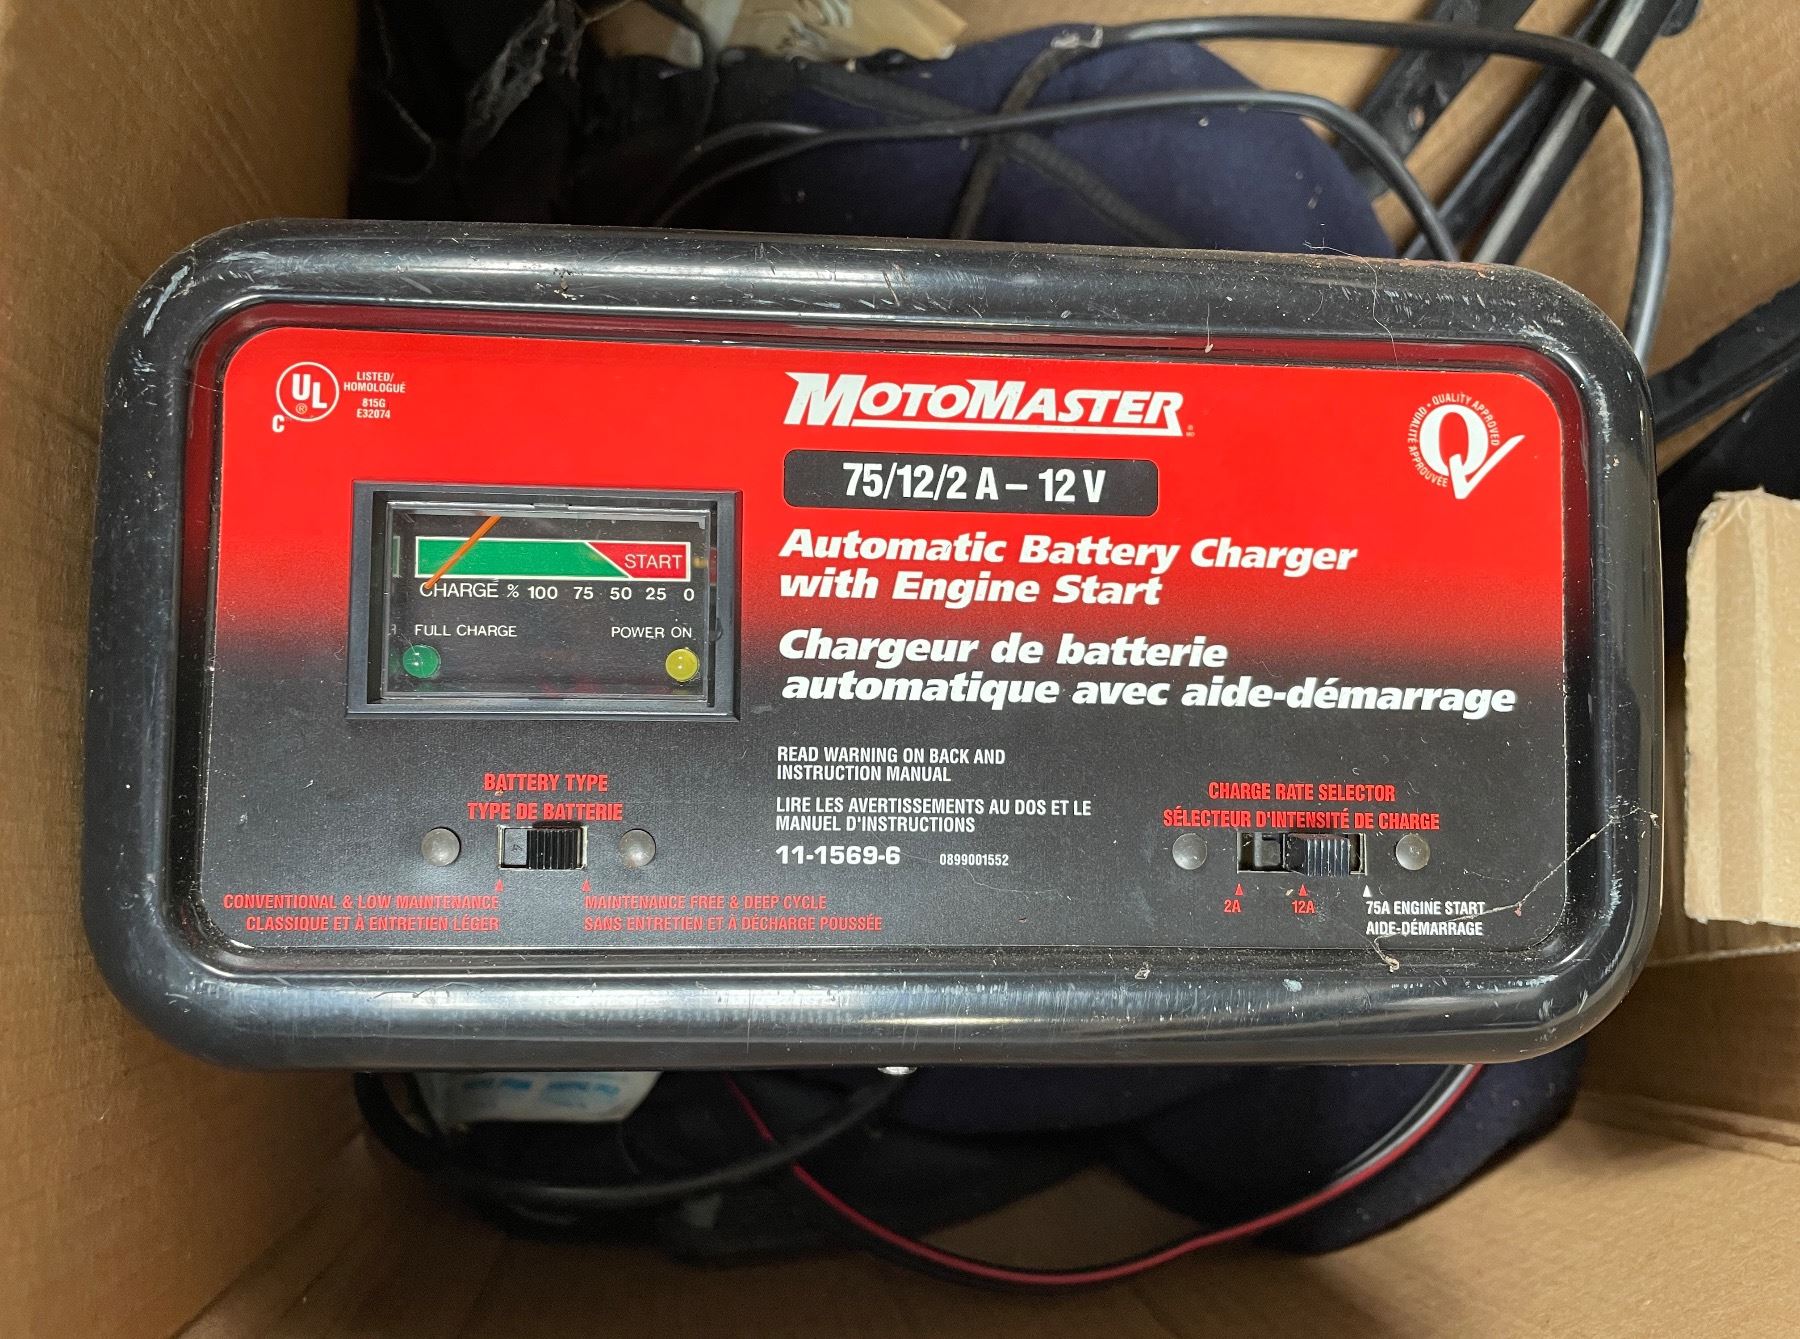 UL
®
C
LISTED/
HOMOLOGUÉ
815G
E32074
MOTOMASTER
75/12/2 A – 12 V
QUALITY APPROVED • QUALITÉ APPROUVÉE
Q
Automatic Battery Charger
with Engine Start
Chargeur de batterie
automatique avec aide-démarrage
START
CHARGE % 100 75 50 25 0
FULL CHARGE POWER ON
READ WARNING ON BACK AND
INSTRUCTION MANUAL
LIRE LES AVERTISSEMENTS AU DOS ET LE
MANUEL D'INSTRUCTIONS
11-1569-6 0899001552
BATTERY TYPE
TYPE DE BATTERIE
CONVENTIONAL & LOW MAINTENANCE
CLASSIQUE ET À ENTRETIEN LÉGER
MAINTENANCE FREE & DEEP CYCLE
SANS ENTRETIEN ET À DÉCHARGE POUSSÉE
CHARGE RATE SELECTOR
SÉLECTEUR D'INTENSITÉ DE CHARGE
2A 12A 75A ENGINE START
AIDE-DÉMARRAGE